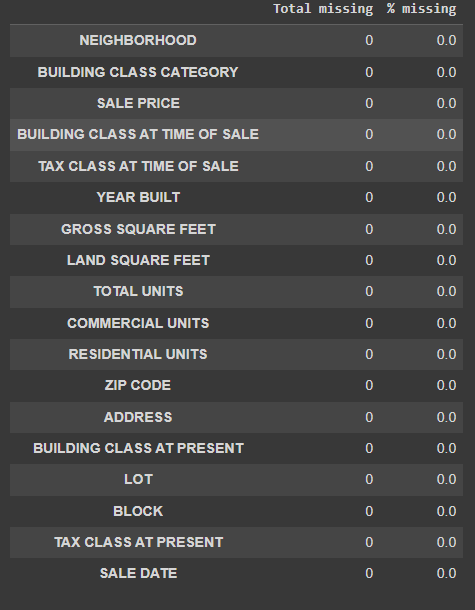 Total missing % missing
NEIGHBORHOOD 0 0.0
BUILDING CLASS CATEGORY 0 0.0
SALE PRICE 0 0.0
BUILDING CLASS AT TIME OF SALE 0 0.0
TAX CLASS AT TIME OF SALE 0 0.0
YEAR BUILT 0 0.0
GROSS SQUARE FEET 0 0.0
LAND SQUARE FEET 0 0.0
TOTAL UNITS 0 0.0
COMMERCIAL UNITS 0 0.0
RESIDENTIAL UNITS 0 0.0
ZIP CODE 0 0.0
ADDRESS 0 0.0
BUILDING CLASS AT PRESENT 0 0.0
LOT 0 0.0
BLOCK 0 0.0
TAX CLASS AT PRESENT 0 0.0
SALE DATE 0 0.0